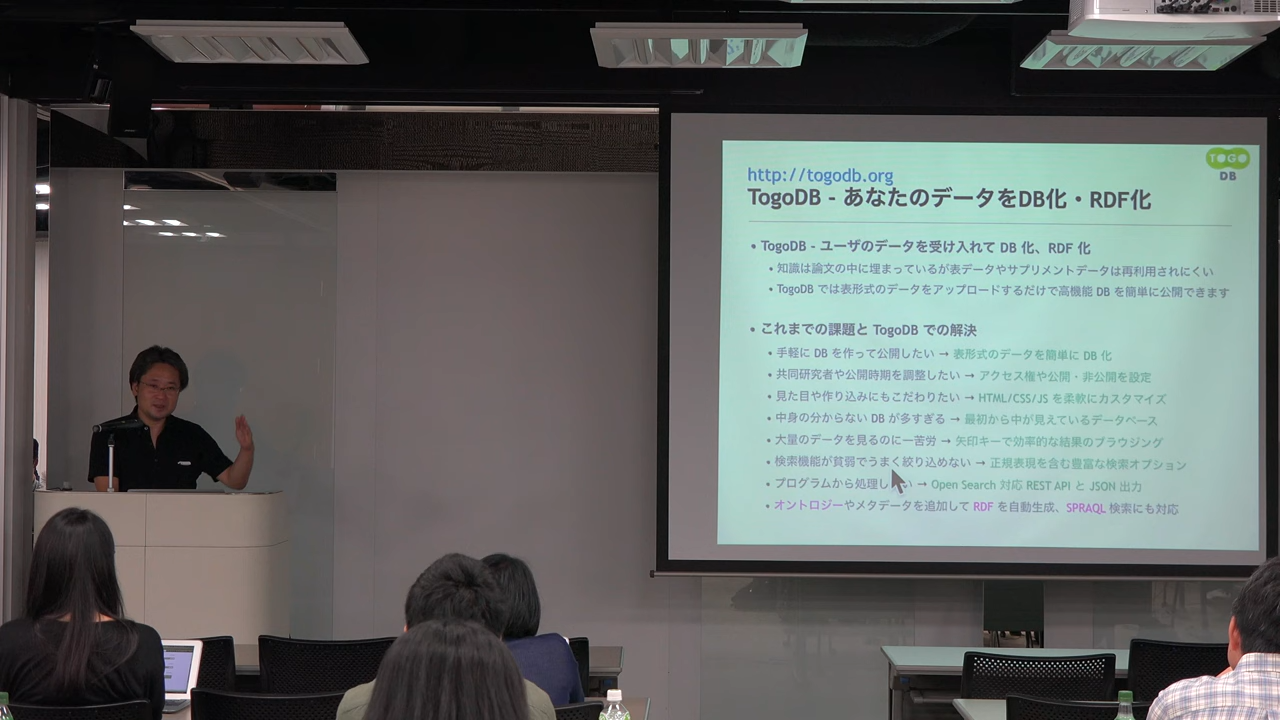 TOGO
DB
http://togodb.org
TogoDB - あなたのデータをDB化・RDF化
• TogoDB - ユーザのデータを受け入れて DB 化、RDF 化
• 知識は論文の中に埋まっているが表データやサプリメントデータは再利用されにくい
• TogoDB では表形式のデータをアップロードするだけで高機能 DB を簡単に公開できます
• これまでの課題と TogoDB での解決
• 手軽に DB を作って公開したい → 表形式のデータを簡単に DB 化
• 共同研究者や公開時期を調整したい → アクセス権や公開・非公開を設定
• 見た目や作り込みにもこだわりたい → HTML/CSS/JS を柔軟にカスタマイズ
• 中身の分からない DB が多すぎる → 最初から中が見えているデータベース
• 大量のデータを見るのに一苦労 → 矢印キーで効率的な結果のブラウジング
• 検索機能が貧弱でうまく絞り込めない → 正規表現を含む豊富な検索オプション
• プログラムから処理し い → Open Search 対応 REST API と JSON 出力
• オントロジーやメタデータを追加して RDF を自動生成、SPRAQL 検索にも対応